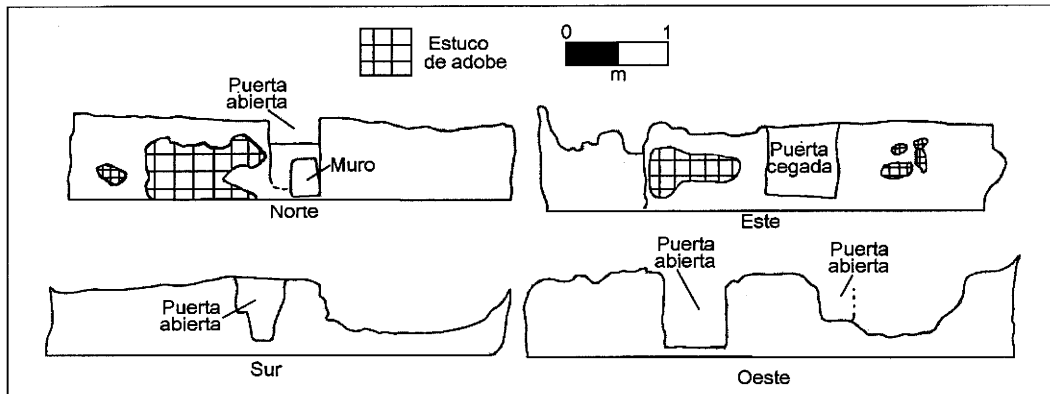 Estuco
de adobe
0 1
m
Puerta
abierta
Muro
Norte
Puerta
cegada
Este
Puerta
abierta
Sur
Puerta
abierta
Puerta
abierta
Oeste